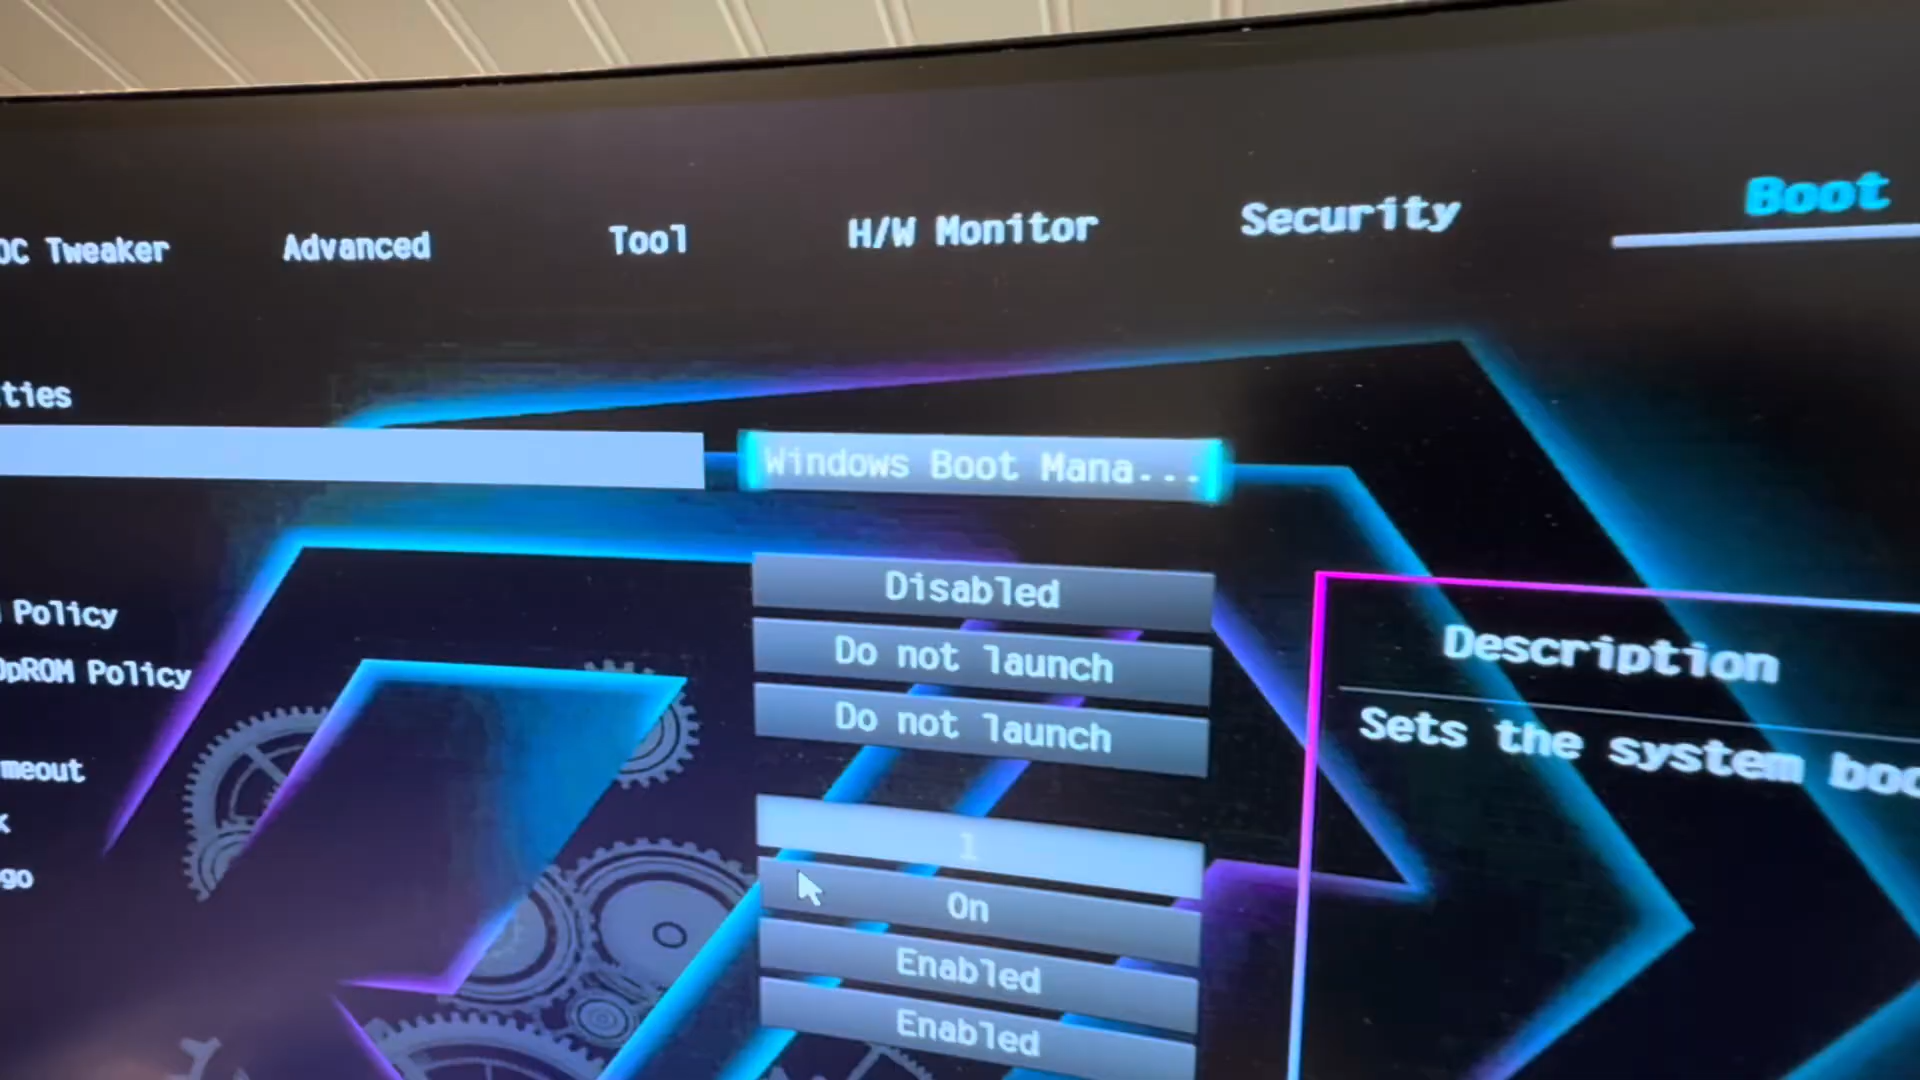 OC Tweaker Advanced Tool H/W Monitor Security Boot
ties
Windows Boot Mana...
Disabled
Policy Do not launch
OpROM Policy Do not launch
meout 1
k On
go Enabled
Enabled
Description
Sets the system boo